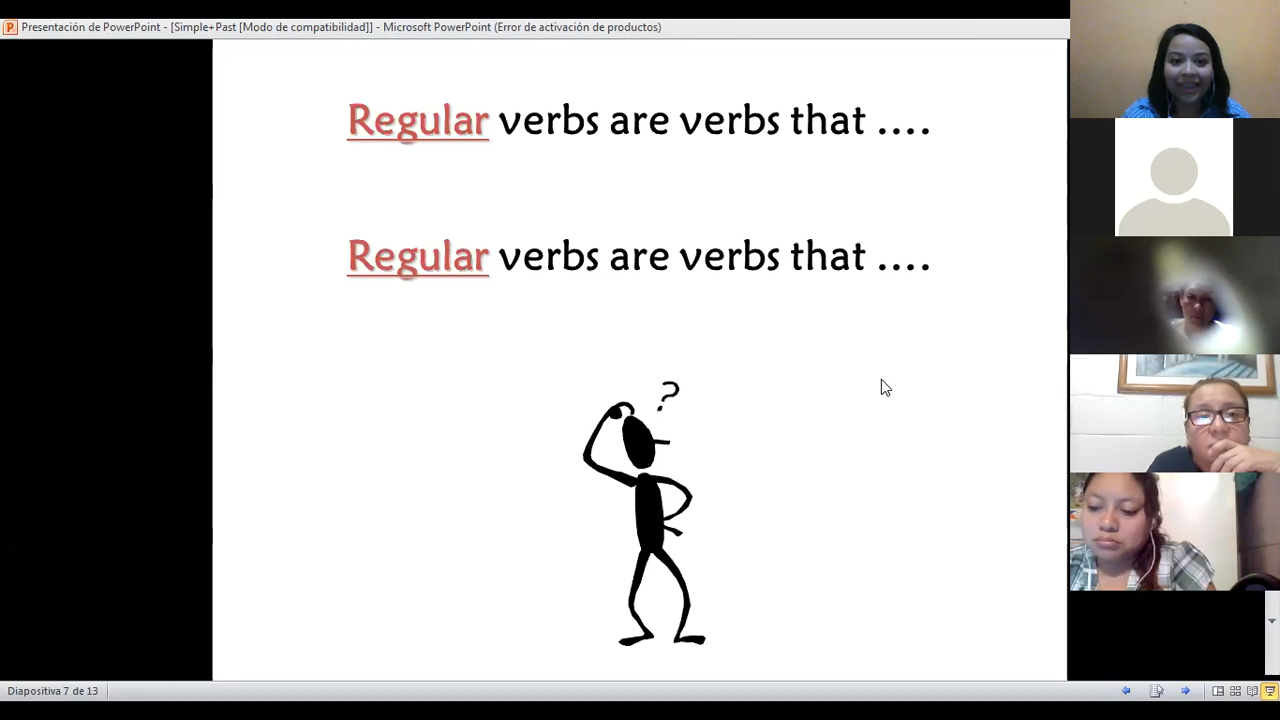 Presentación de PowerPoint - [Simple+Past [Modo de compatibilidad]] - Microsoft PowerPoint (Error de activación de productos)
Regular verbs are verbs that ....
Regular verbs are verbs that ....
?
Diapositiva 7 de 13